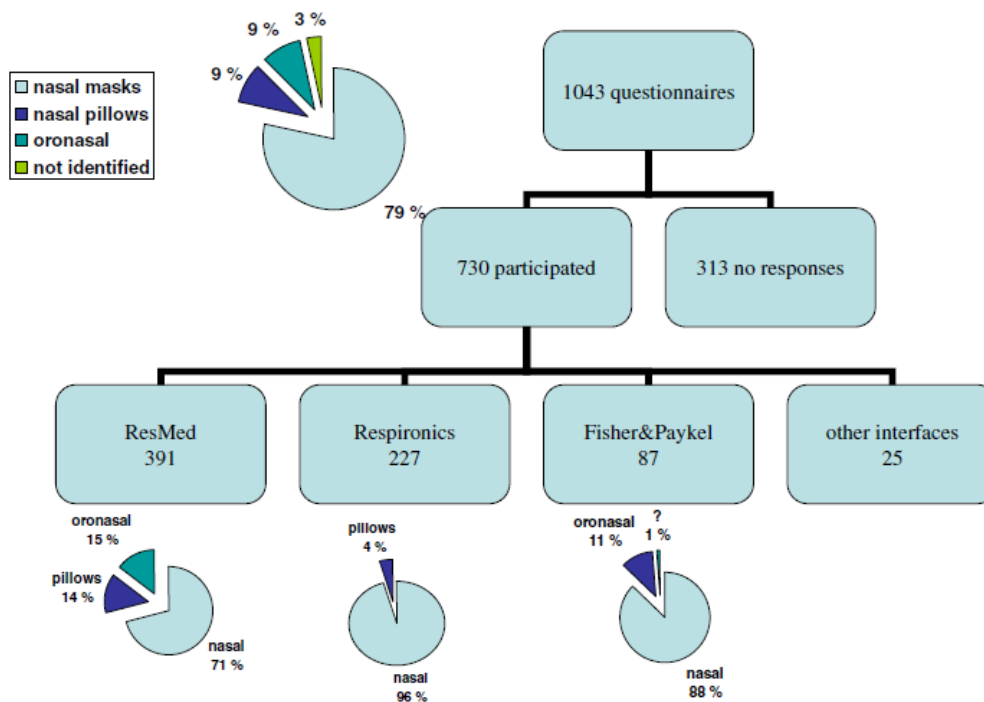 3 %
9 %
9 %
79 %
nasal masks
nasal pillows
oronasal
not identified
1043 questionnaires
730 participated
313 no responses
ResMed
391
Respironics
227
Fisher&Paykel
87
other interfaces
25
oronasal
15 %
pillows
14 %
nasal
71 %
pillows
4 %
nasal
96 %
oronasal
11 %
?
1 %
nasal
88 %